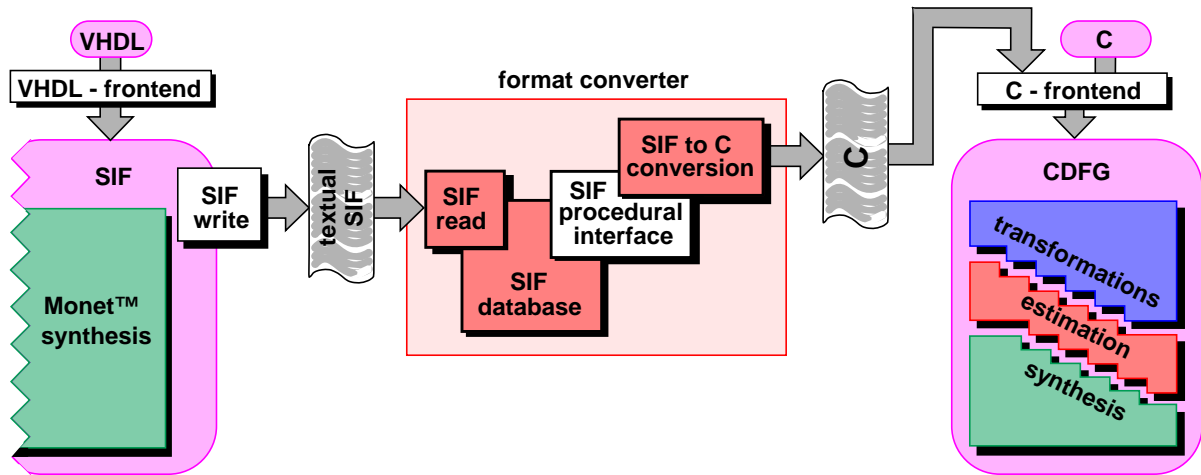 VHDL
VHDL - frontend
SIF
Monet™
synthesis
SIF
write
textual
SIF
format converter
SIF
read
SIF
database
SIF
procedural
interface
SIF to C
conversion
C
C
C - frontend
CDFG
transformations
estimation
synthesis